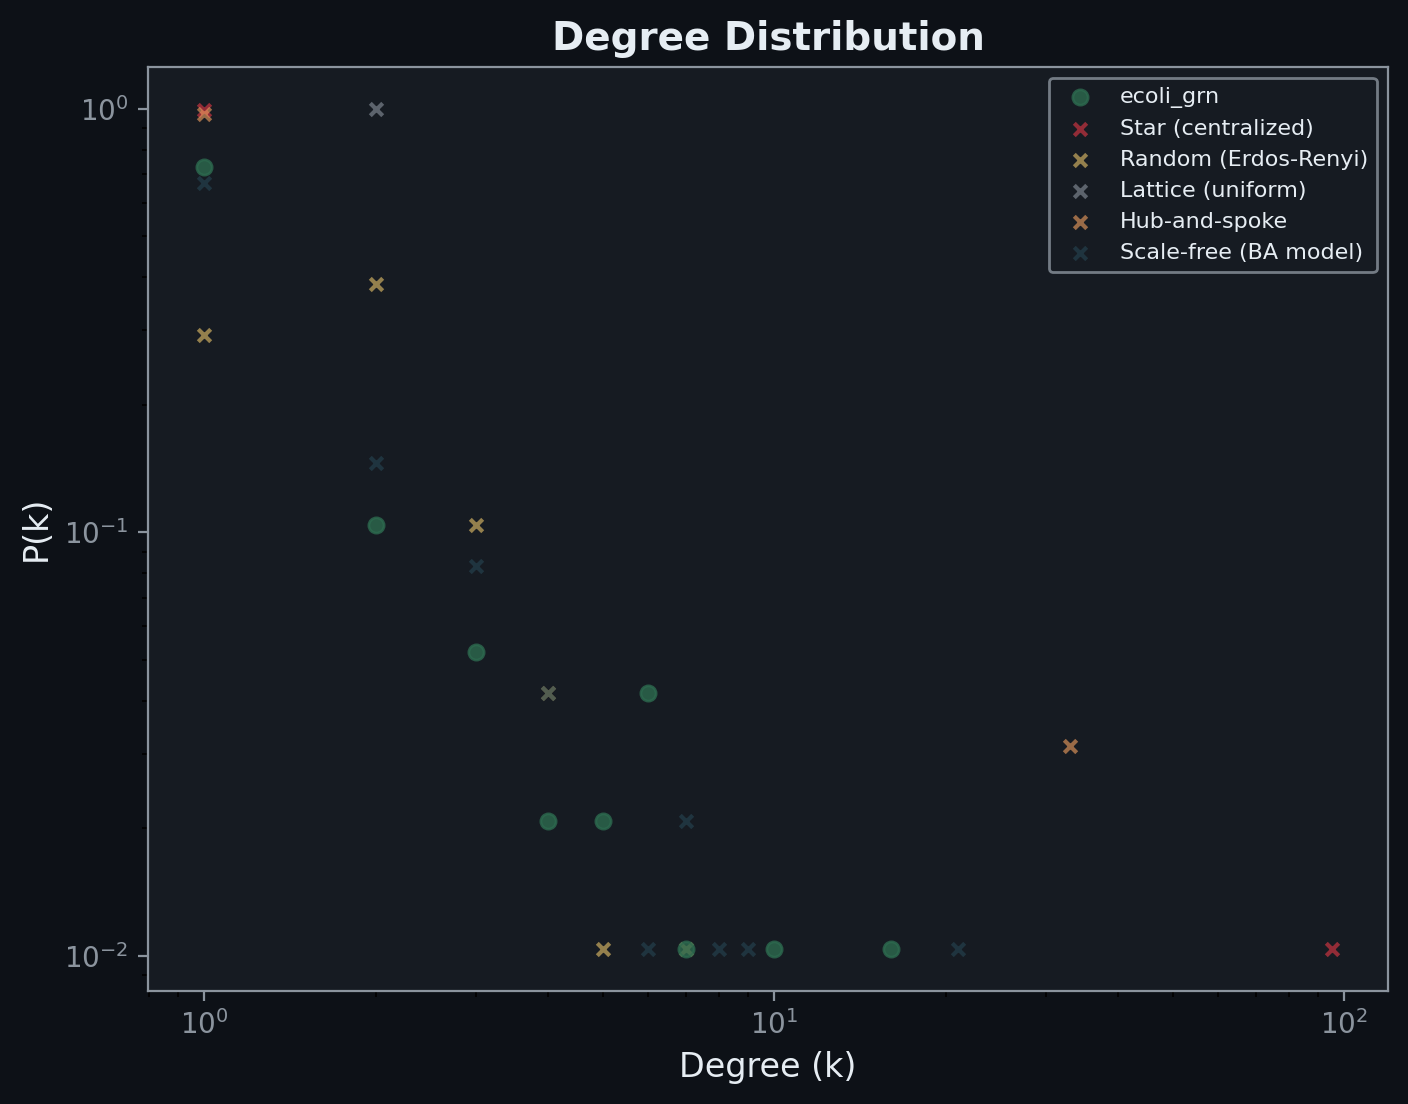 Degree Distribution
10⁰
10⁻¹
10⁻²
P(k)
ecoli_grn
Star (centralized)
Random (Erdos-Renyi)
Lattice (uniform)
Hub-and-spoke
Scale-free (BA model)
10⁰
10¹
10²
Degree (k)